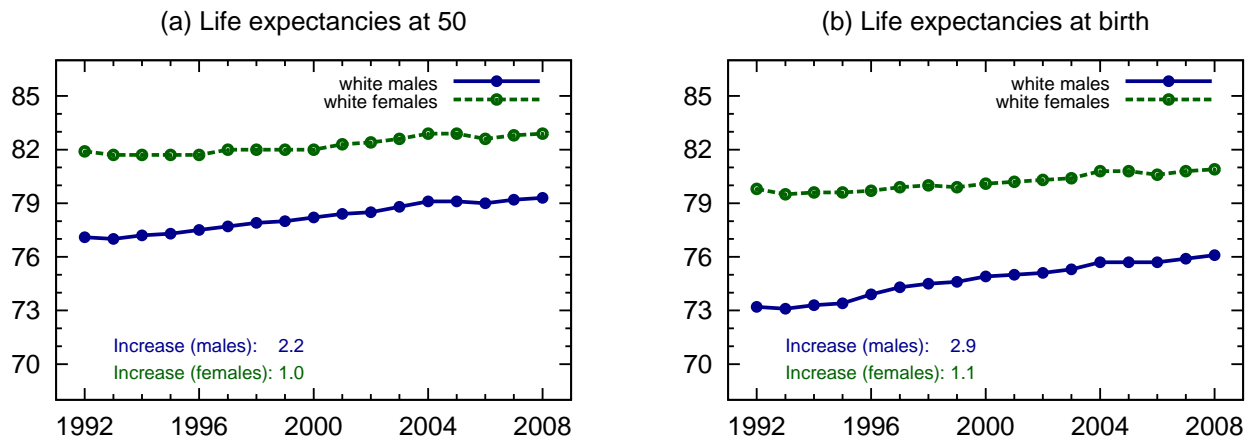 (a) Life expectancies at 50
white males
white females
85
82
79
76
73
70
Increase (males): 2.2
Increase (females): 1.0
1992 1996 2000 2004 2008
(b) Life expectancies at birth
white males
white females
85
82
79
76
73
70
Increase (males): 2.9
Increase (females): 1.1
1992 1996 2000 2004 2008